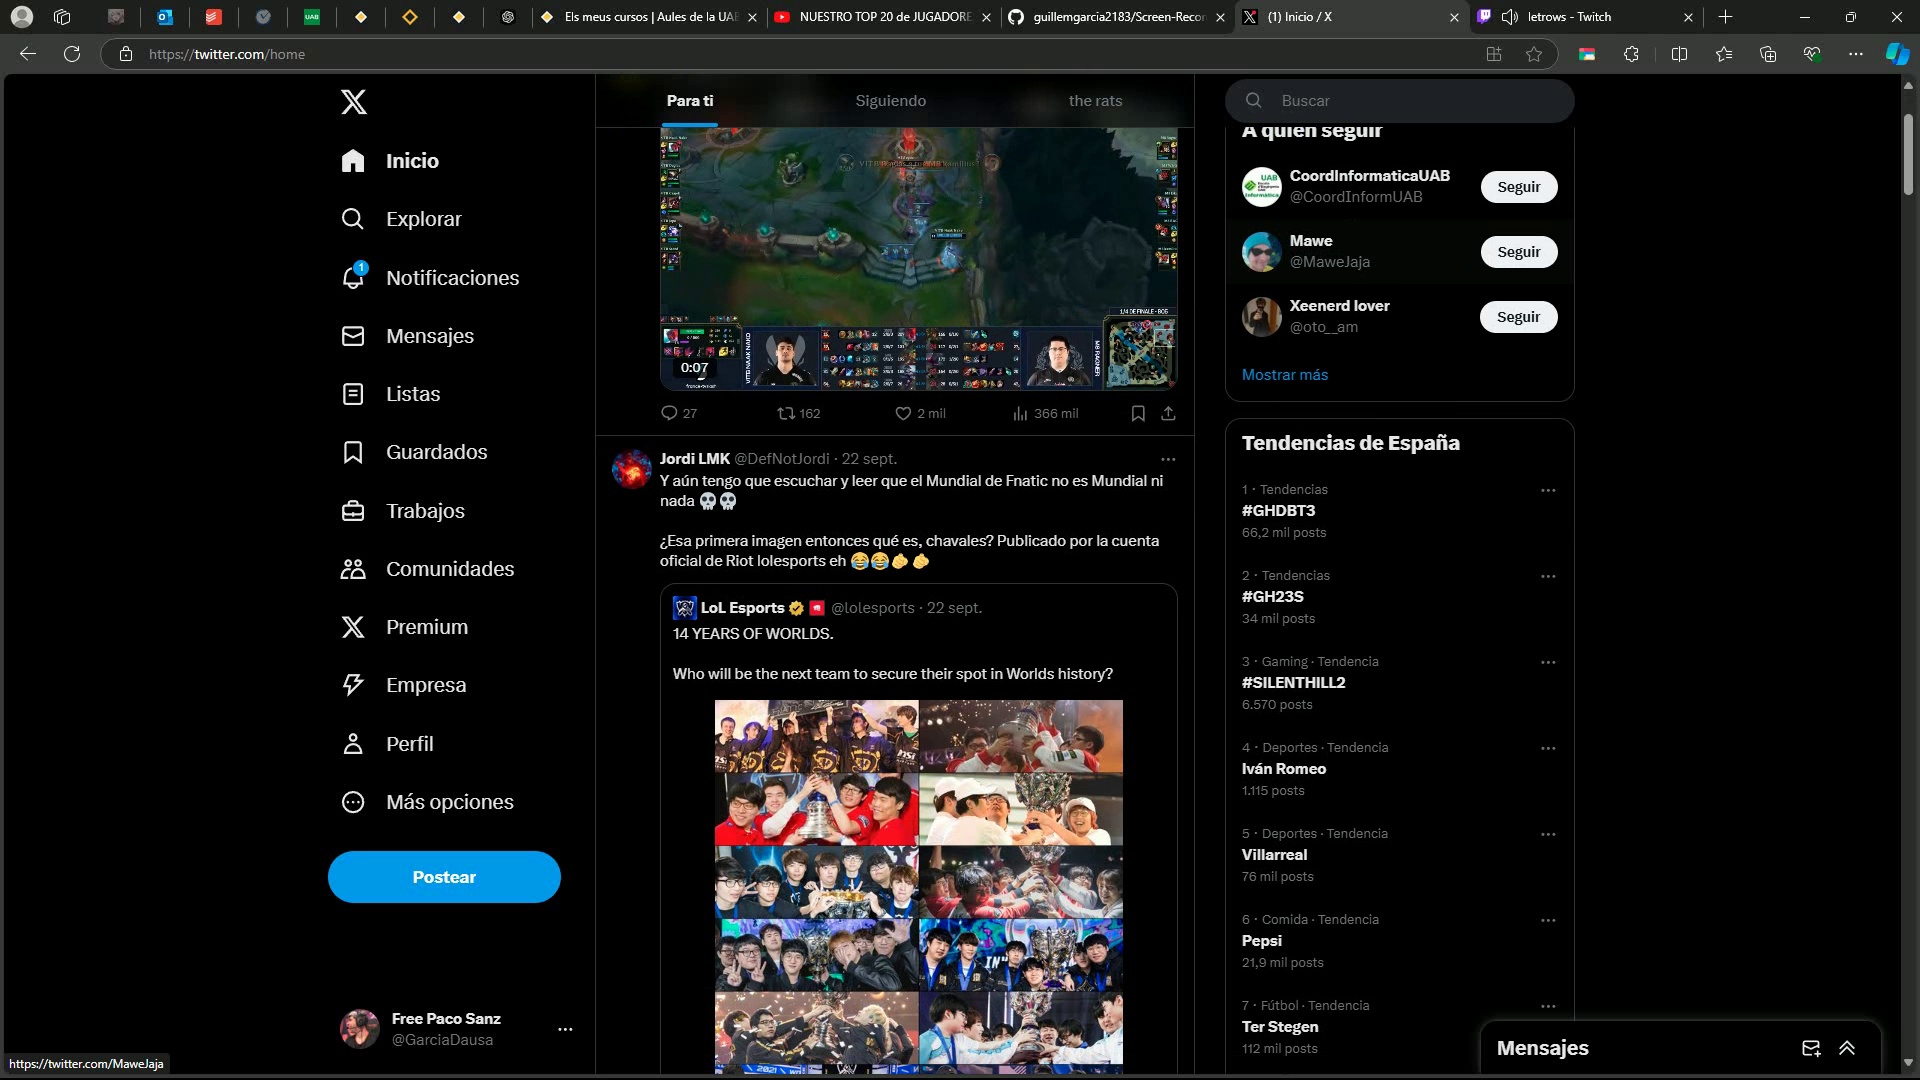 Els meus cursos | Aules de la UA
NUESTRO TOP 20 de JUGADORE
guillemgarcia2183/Screen-Recor
(1) Inicio / X
letrows - Twitch
https://twitter.com/home
Para ti
Siguiendo
the rats
Buscar
Inicio
Explorar
1
Notificaciones
Mensajes
Listas
Guardados
Trabajos
Comunidades
Premium
Empresa
Perfil
Más opciones
Postear
Free Paco Sanz
@GarciaDausa
https://twitter.com/MaweJaja
1/4 DE FINALE - BO5
0:07
27
162
2 mil
366 mil
Jordi LMK @DefNotJordi · 22 sept.
Y aún tengo que escuchar y leer que el Mundial de Fnatic no es Mundial ni
nada 💀💀
¿Esa primera imagen entonces qué es, chavales? Publicado por la cuenta
oficial de Riot lolesports eh 😂😂🫵🫵
LoL Esports @lolesports · 22 sept.
14 YEARS OF WORLDS.
Who will be the next team to secure their spot in Worlds history?
A quién seguir
CoordInformaticaUAB
@CoordInformUAB
Seguir
Mawe
@MaweJaja
Seguir
Xeenerd lover
@oto__am
Seguir
Mostrar más
Tendencias de España
1 · Tendencias
#GHDBT3
66,2 mil posts
2 · Tendencias
#GH23S
34 mil posts
3 · Gaming · Tendencia
#SILENTHILL2
6.570 posts
4 · Deportes · Tendencia
Iván Romeo
1.115 posts
5 · Deportes · Tendencia
Villarreal
76 mil posts
6 · Comida · Tendencia
Pepsi
21,9 mil posts
7 · Fútbol · Tendencia
Ter Stegen
112 mil posts
Mensajes